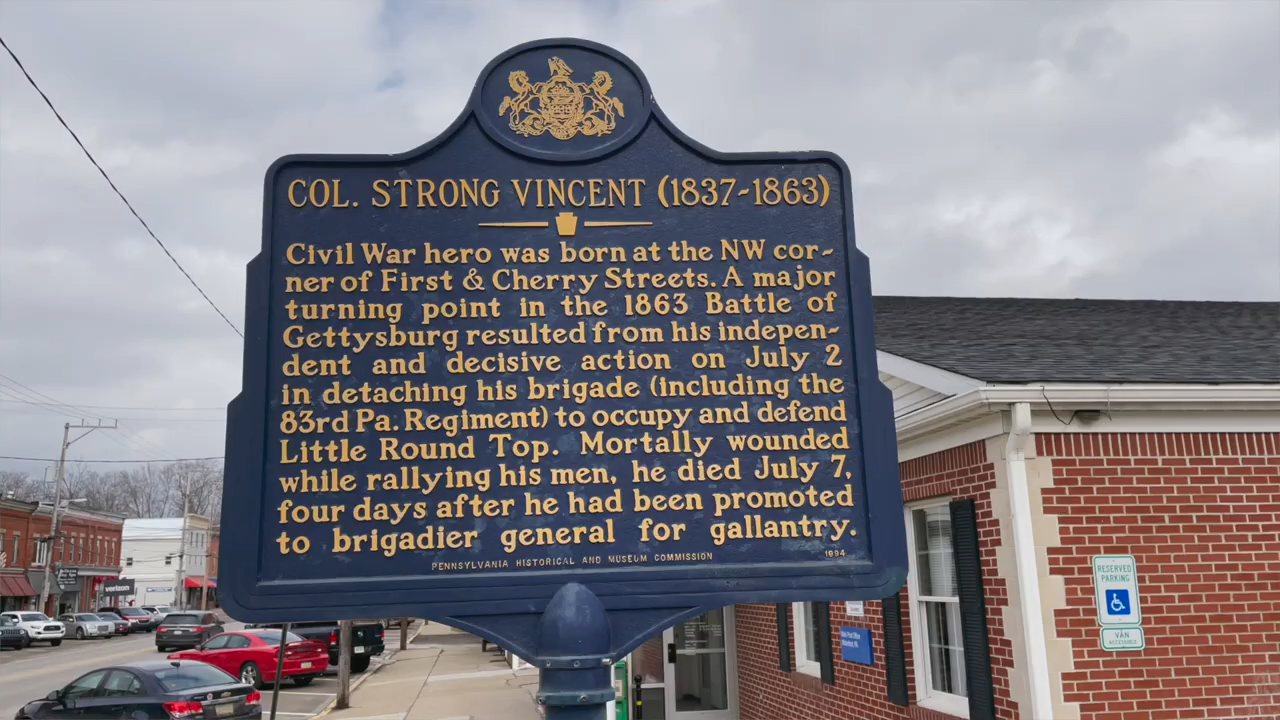 COL. STRONG VINCENT (1837-1863)
Civil War hero was born at the NW cor-
ner of First & Cherry Streets. A major
turning point in the 1863 Battle of
Gettysburg resulted from his indepen-
dent and decisive action on July 2
in detaching his brigade (including the
83rd Pa. Regiment) to occupy and defend
Little Round Top. Mortally wounded
while rallying his men, he died July 7,
four days after he had been promoted
to brigadier general for gallantry.
PENNSYLVANIA HISTORICAL AND MUSEUM COMMISSION 1994
verizon
RESERVED
PARKING
VAN
ACCESSIBLE